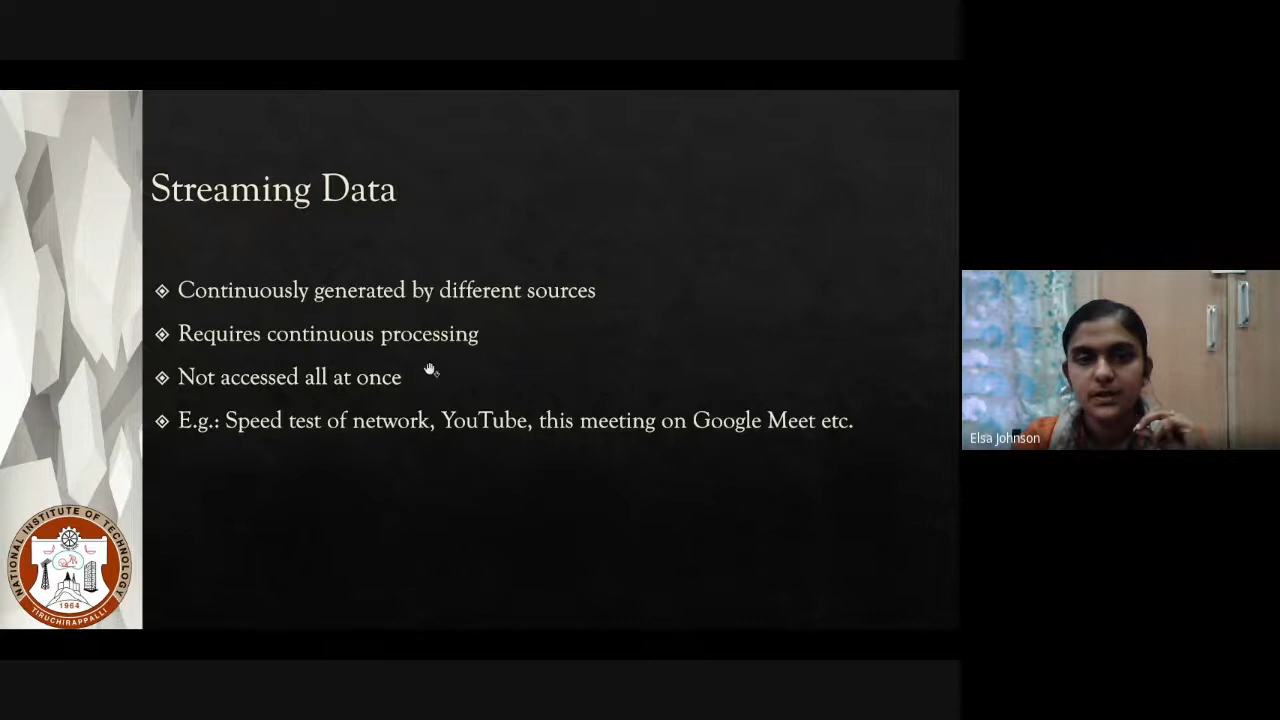 Streaming Data
Continuously generated by different sources
Requires continuous processing
Not accessed all at once
E.g.: Speed test of network, YouTube, this meeting on Google Meet etc.
NATIONAL INSTITUTE OF TECHNOLOGY
1964
TIRUCHIRAPPALLI
Elsa Johnson